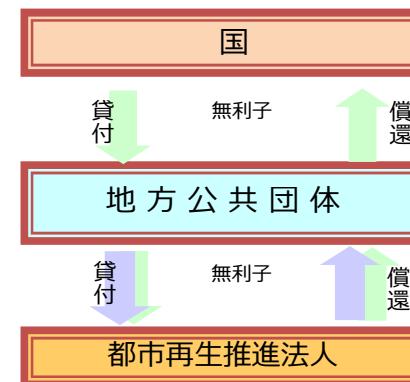 国
貸付
無利子
償還
地方公共団体
貸付
無利子
償還
都市再生推進法人